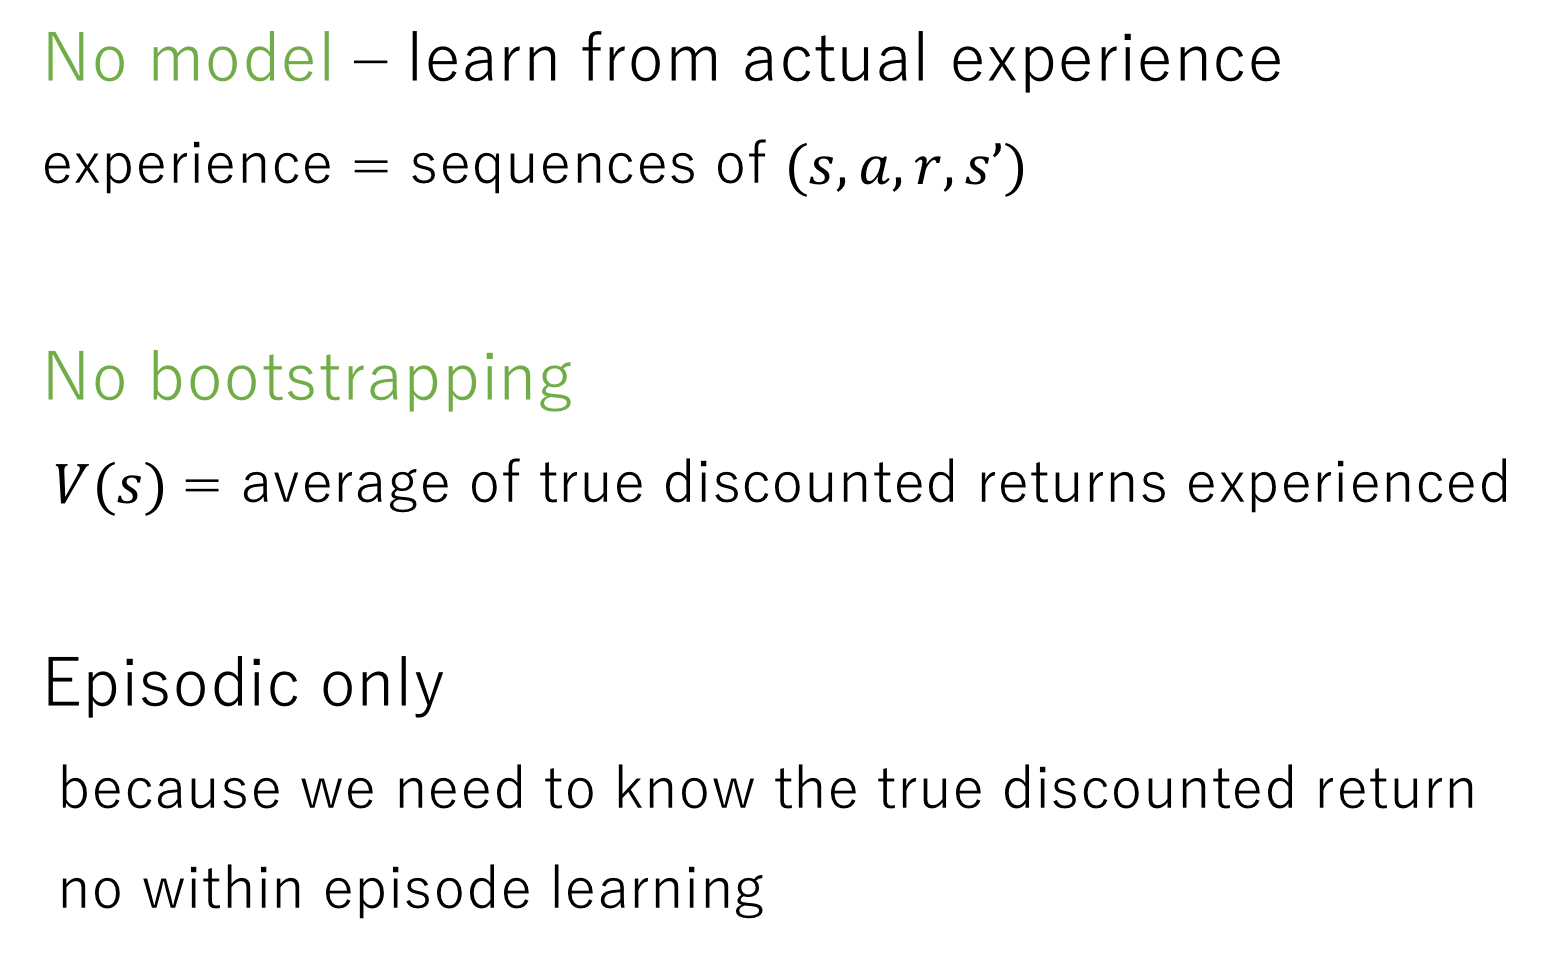 No model – learn from actual experience
experience = sequences of (s, a, r, s’)
No bootstrapping
V(s) = average of true discounted returns experienced
Episodic only
because we need to know the true discounted return
no within episode learning